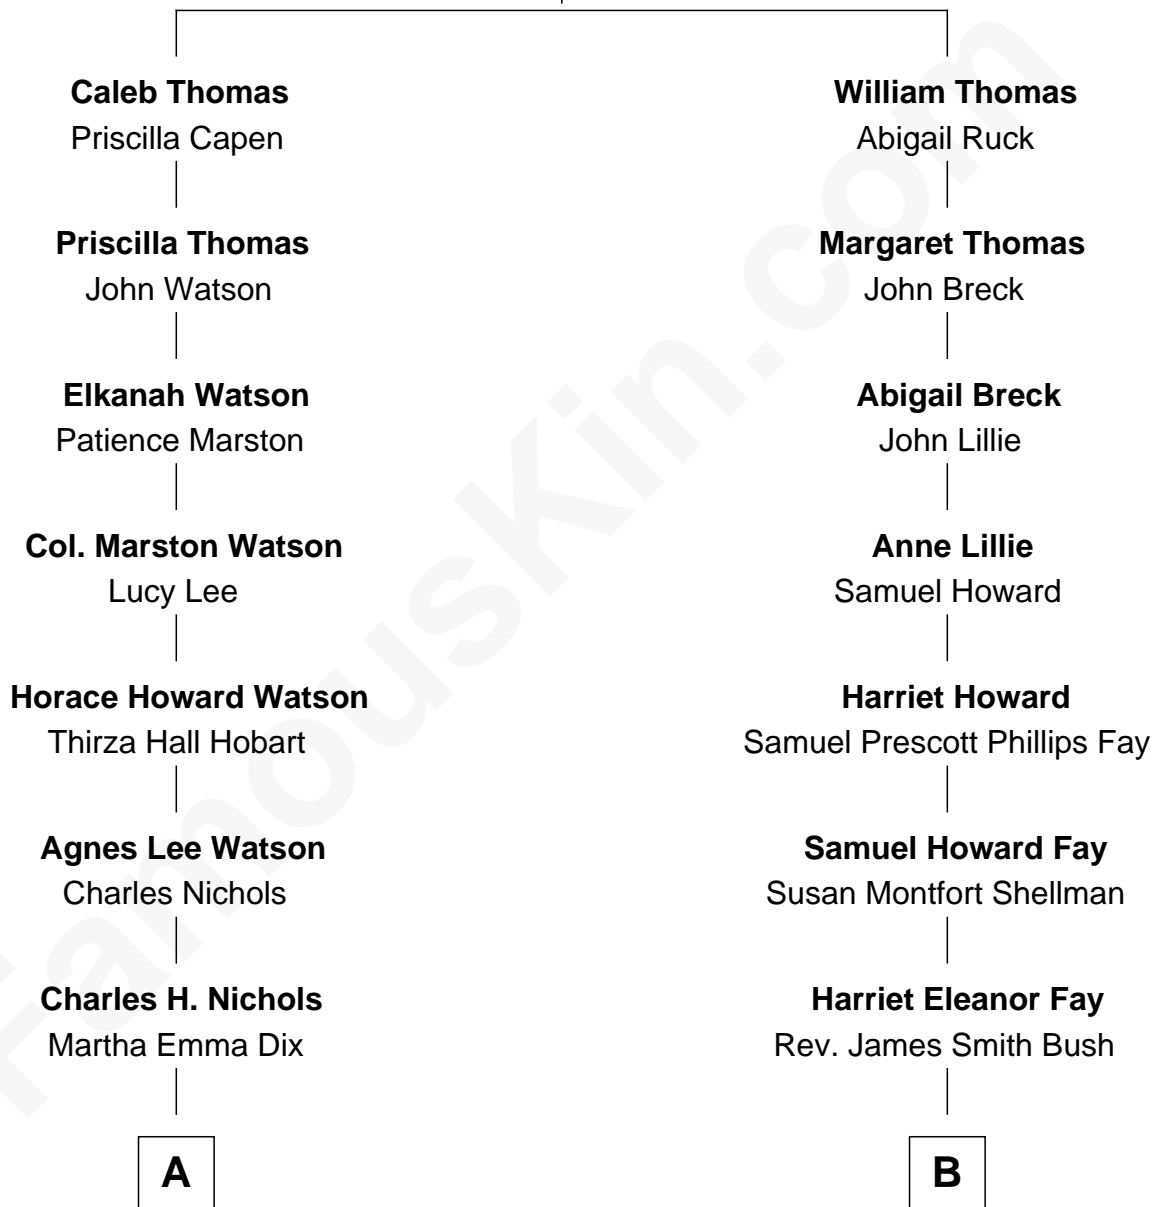 Caleb Thomas
Priscilla Capen
William Thomas
Abigail Ruck
Priscilla Thomas
John Watson
Margaret Thomas
John Breck
Elkanah Watson
Patience Marston
Abigail Breck
John Lillie
Col. Marston Watson
Lucy Lee
Anne Lillie
Samuel Howard
Horace Howard Watson
Thirza Hall Hobart
Harriet Howard
Samuel Prescott Phillips Fay
Agnes Lee Watson
Charles Nichols
Samuel Howard Fay
Susan Montfort Shellman
Charles H. Nichols
Martha Emma Dix
Harriet Eleanor Fay
Rev. James Smith Bush
A
B
FamousKin.com